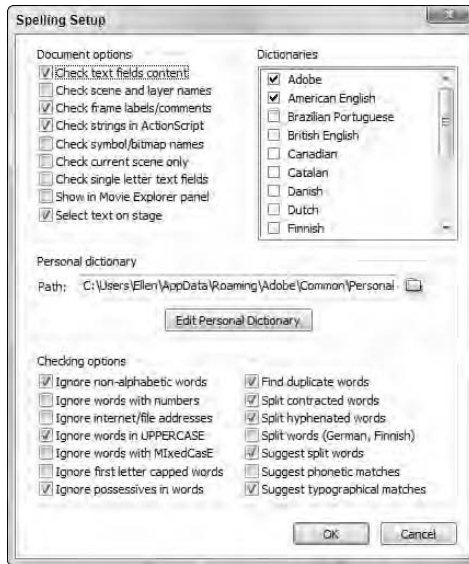 Spelling Setup
Document options
Check text fields content
Check scene and layer names
Check frame labels/comments
Check strings in ActionScript
Check symbol/bitmap names
Check current scene only
Check single letter text fields
Show in Movie Explorer panel
Select text on stage
Dictionaries
Adobe
American English
Brazilian Portuguese
British English
Canadian
Catalan
Danish
Dutch
Finnish
Personal dictionary
Path: C:\Users\Ellen\AppData\Roaming\Adobe\Common\Personal
Edit Personal Dictionary
Checking options
Ignore non-alphabetic words
Ignore words with numbers
Ignore internet/file addresses
Ignore words in UPPERCASE
Ignore words with MIxedCasE
Ignore first letter capped words
Ignore possessives in words
Find duplicate words
Split contracted words
Split hyphenated words
Split words (German, Finnish)
Suggest split words
Suggest phonetic matches
Suggest typographical matches
OK Cancel